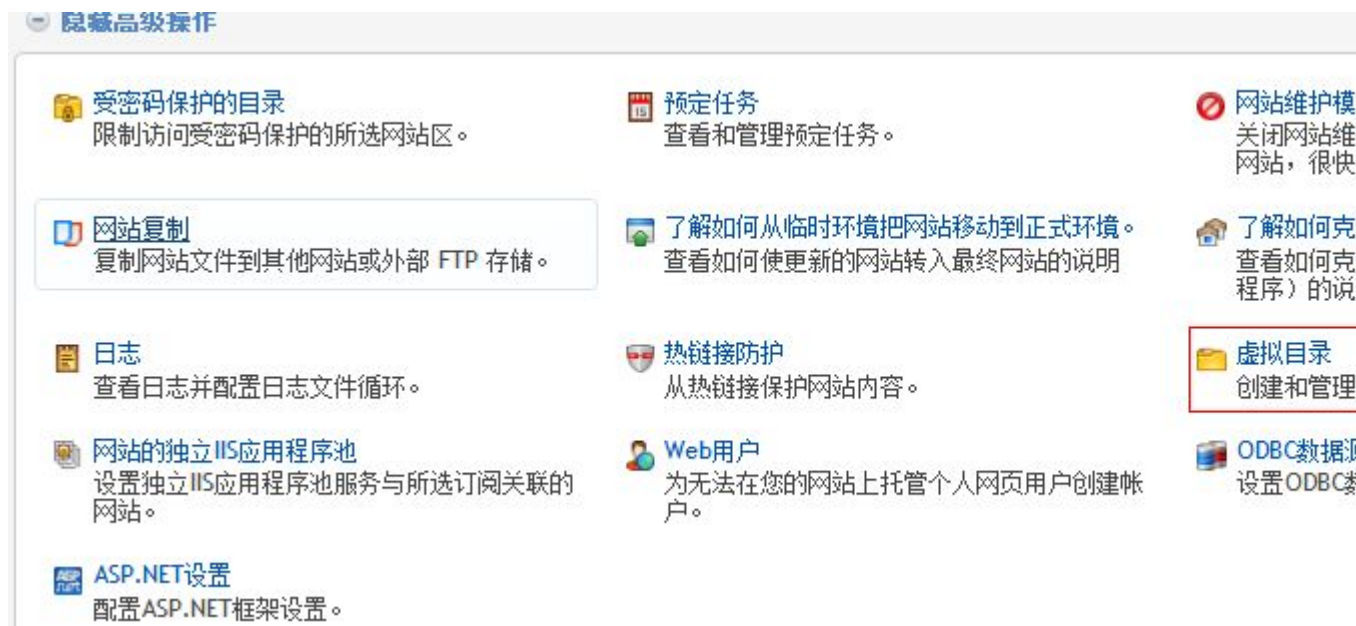 隐藏高级操作
受密码保护的目录
限制访问受密码保护的所选网站区。
预定任务
查看和管理预定任务。
网站维护模
关闭网站维
网站，很快
网站复制
复制网站文件到其他网站或外部 FTP 存储。
了解如何从临时环境把网站移动到正式环境。
查看如何使更新的网站转入最终网站的说明
了解如何克
查看如何克
程序）的说
日志
查看日志并配置日志文件循环。
热链接防护
从热链接保护网站内容。
虚拟目录
创建和管理
网站的独立IIS应用程序池
设置独立IIS应用程序池服务与所选订阅关联的
网站。
Web用户
为无法在您的网站上托管个人网页用户创建帐
户。
ODBC数据源
设置ODBC数
ASP.NET设置
配置ASP.NET框架设置。